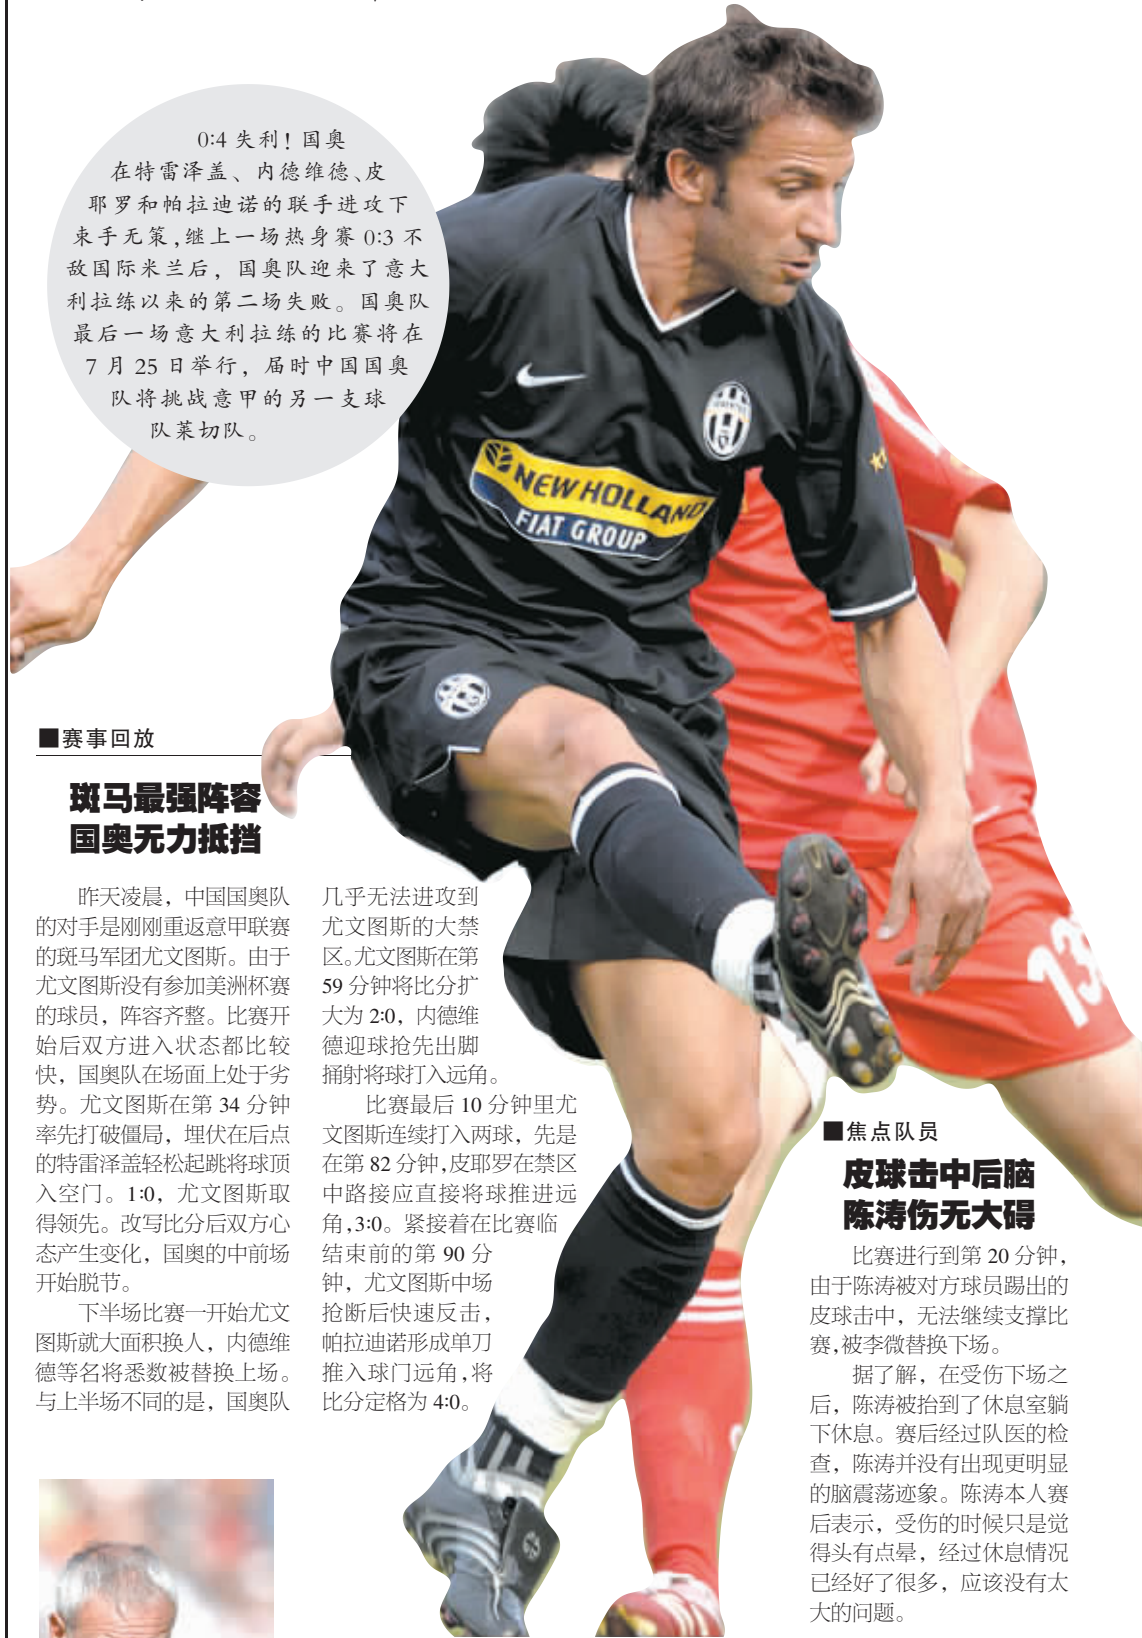 0:4 失利！国奥
在特雷泽盖、内德维德、皮
耶罗和帕拉迪诺的联手进攻下
束手无策，继上一场热身赛 0:3 不
敌国际米兰后，国奥队迎来了意大
利拉练以来的第二场失败。国奥队
最后一场意大利拉练的比赛将在
7 月 25 日举行，届时中国国奥
队将挑战意甲的另一支球
队莱切队。
NEW HOLLAND
FIAT GROUP
■赛事回放
斑马最强阵容
国奥无力抵挡
昨天凌晨，中国国奥队
的对手是刚刚重返意甲联赛
的斑马军团尤文图斯。由于
尤文图斯没有参加美洲杯赛
的球员，阵容齐整。比赛开
始后双方进入状态都比较
快，国奥队在场面上处于劣
势。尤文图斯在第 34 分钟
率先打破僵局，埋伏在后点
的特雷泽盖轻松起跳将球顶
入空门。1:0，尤文图斯取
得领先。改写比分后双方心
态产生变化，国奥的中前场
开始脱节。
下半场比赛一开始尤文
图斯就大面积换人，内德维
德等名将悉数被替换上场。
与上半场不同的是，国奥队
几乎无法进攻到
尤文图斯的大禁
区。尤文图斯在第
59 分钟将比分扩
大为 2:0，内德维
德迎球抢先出脚
捅射将球打入远角。
比赛最后 10 分钟里尤
文图斯连续打入两球，先是
在第 82 分钟，皮耶罗在禁区
中路接应直接将球推进远
角，3:0。紧接着在比赛临
结束前的第 90 分
钟，尤文图斯中场
抢断后快速反击，
帕拉迪诺形成单刀
推入球门远角，将
比分定格为 4:0。
13
■焦点队员
皮球击中后脑
陈涛伤无大碍
比赛进行到第 20 分钟，
由于陈涛被对方球员踢出的
皮球击中，无法继续支撑比
赛，被李微替换下场。
据了解，在受伤下场之
后，陈涛被抬到了休息室躺
下休息。赛后经过队医的检
查，陈涛并没有出现更明显
的脑震荡迹象。陈涛本人赛
后表示，受伤的时候只是觉
得头有点晕，经过休息情况
已经好了很多，应该没有太
大的问题。